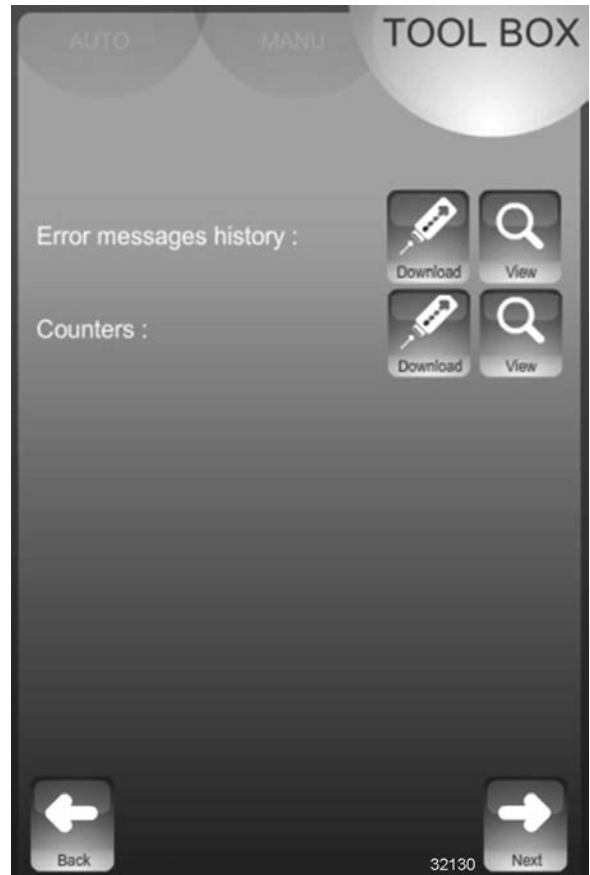 AUTO MANU TOOL BOX
Error messages history :
Download View
Counters :
Download View
Back 32130 Next